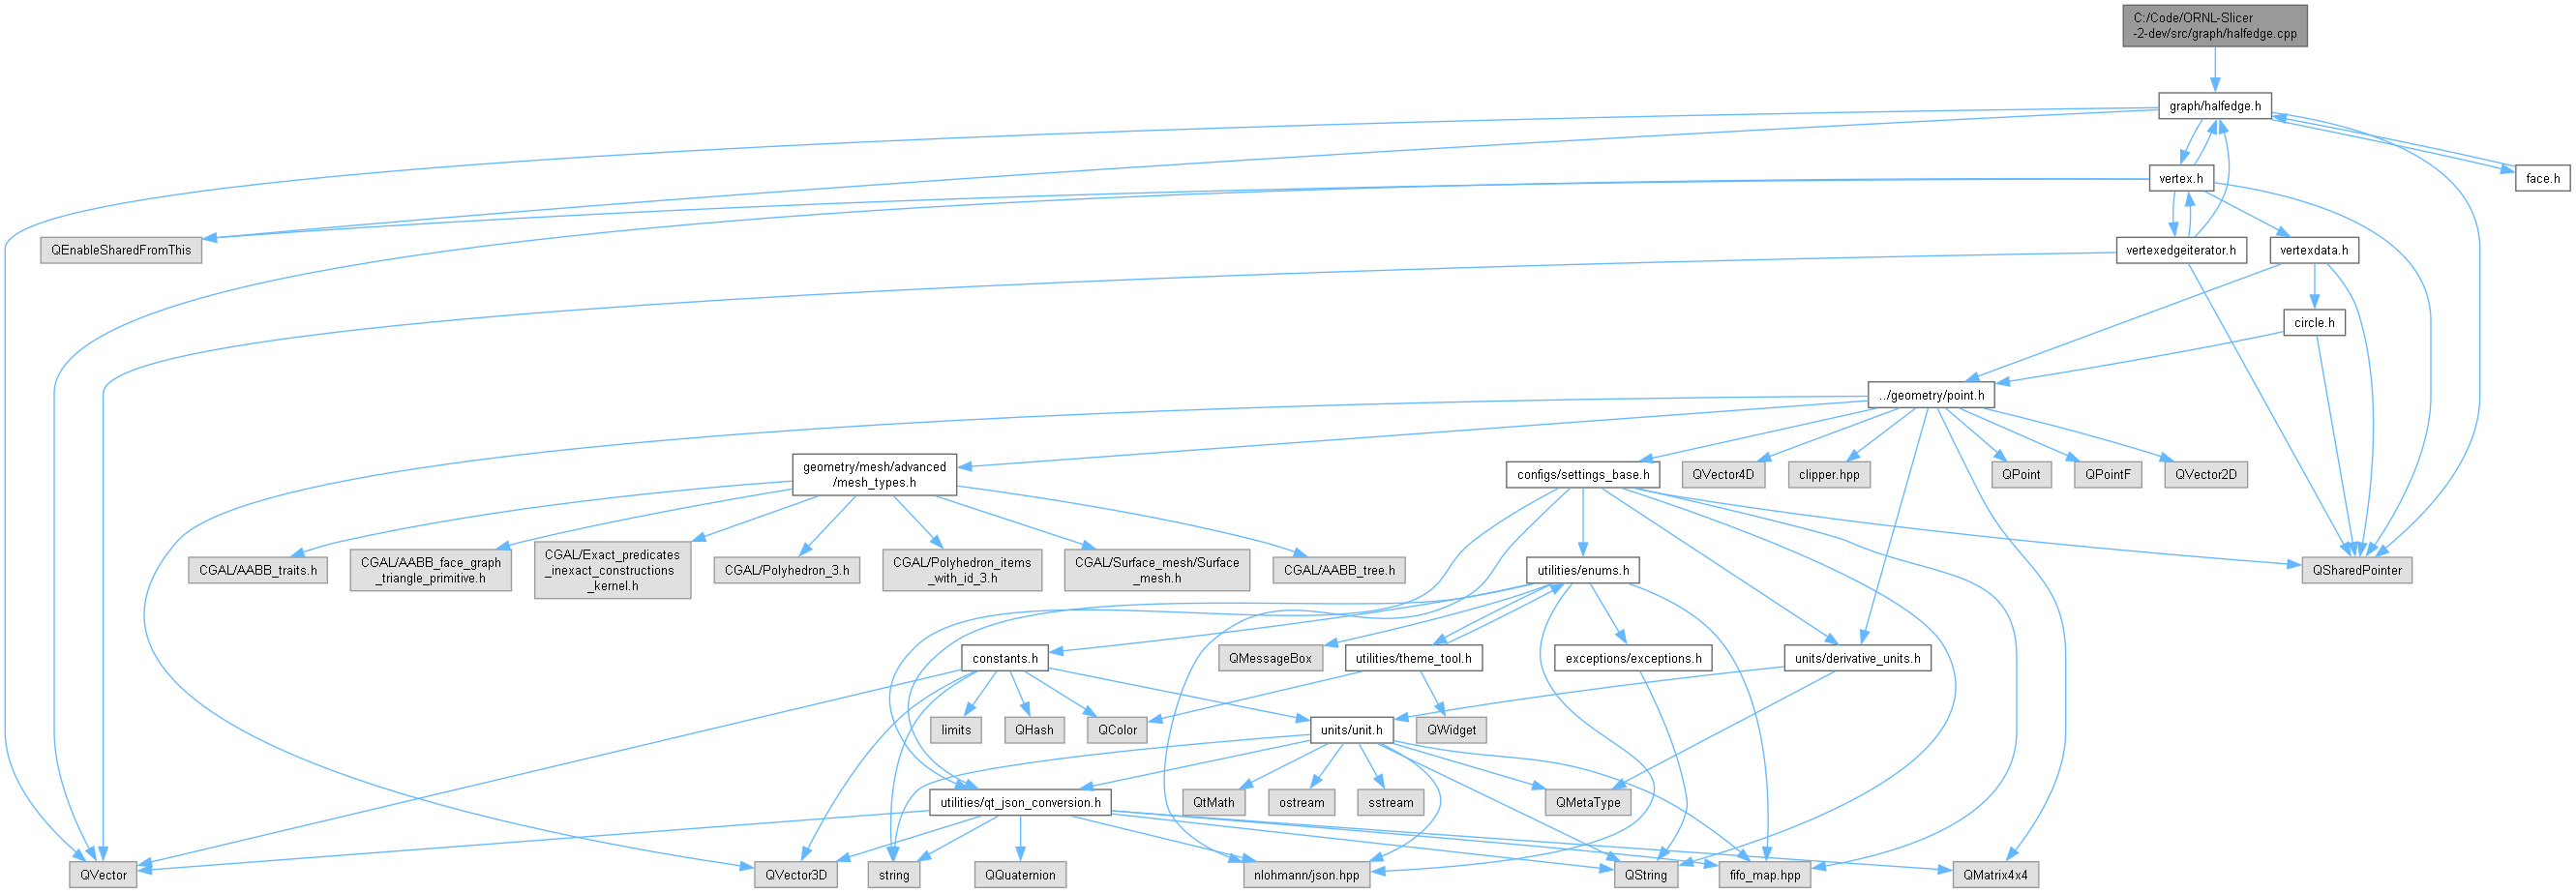 C:/Code/ORNL-Slicer
-2-dev/src/graph/halfedge.cpp
graph/halfedge.h
vertex.h
face.h
QEnableSharedFromThis
vertexedgeiterator.h
vertexdata.h
circle.h
../geometry/point.h
geometry/mesh/advanced
/mesh_types.h
configs/settings_base.h
QVector4D
clipper.hpp
QPoint
QPointF
QVector2D
CGAL/AABB_traits.h
CGAL/AABB_face_graph
_triangle_primitive.h
CGAL/Exact_predicates
_inexact_constructions
_kernel.h
CGAL/Polyhedron_3.h
CGAL/Polyhedron_items
_with_id_3.h
CGAL/Surface_mesh/Surface
_mesh.h
CGAL/AABB_tree.h
utilities/enums.h
QSharedPointer
constants.h
QMessageBox
utilities/theme_tool.h
exceptions/exceptions.h
units/derivative_units.h
limits
QHash
QColor
units/unit.h
QWidget
utilities/qt_json_conversion.h
QtMath
ostream
sstream
QMetaType
QVector
QVector3D
string
QQuaternion
nlohmann/json.hpp
QString
fifo_map.hpp
QMatrix4x4